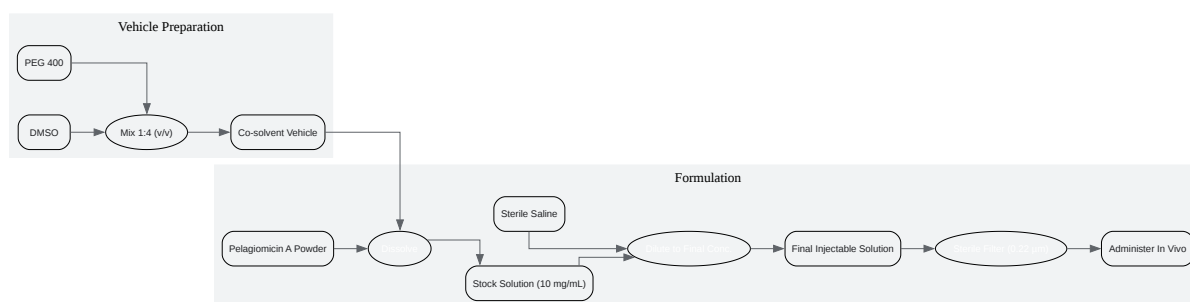 Vehicle Preparation
PEG 400
DMSO
Mix 1:4 (v/v)
Co-solvent Vehicle
Formulation
Sterile Saline
Pelagiomicin A Powder
Final Injectable Solution
Administer In Vivo
Stock Solution (10 mg/mL)